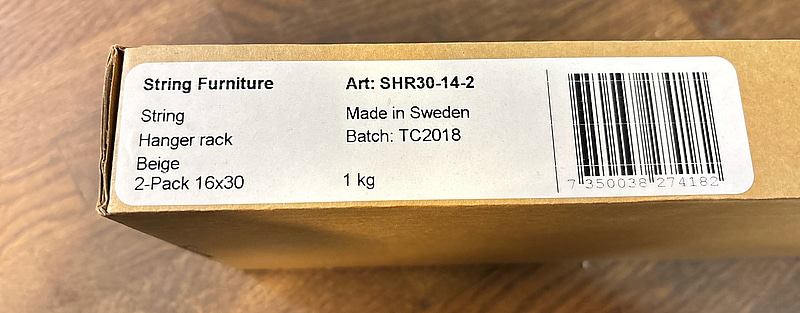 String Furniture
String
Hanger rack
Beige
2-Pack 16x30
Art: SHR30-14-2
Made in Sweden
Batch: TC2018
1 kg
7 350038 274182